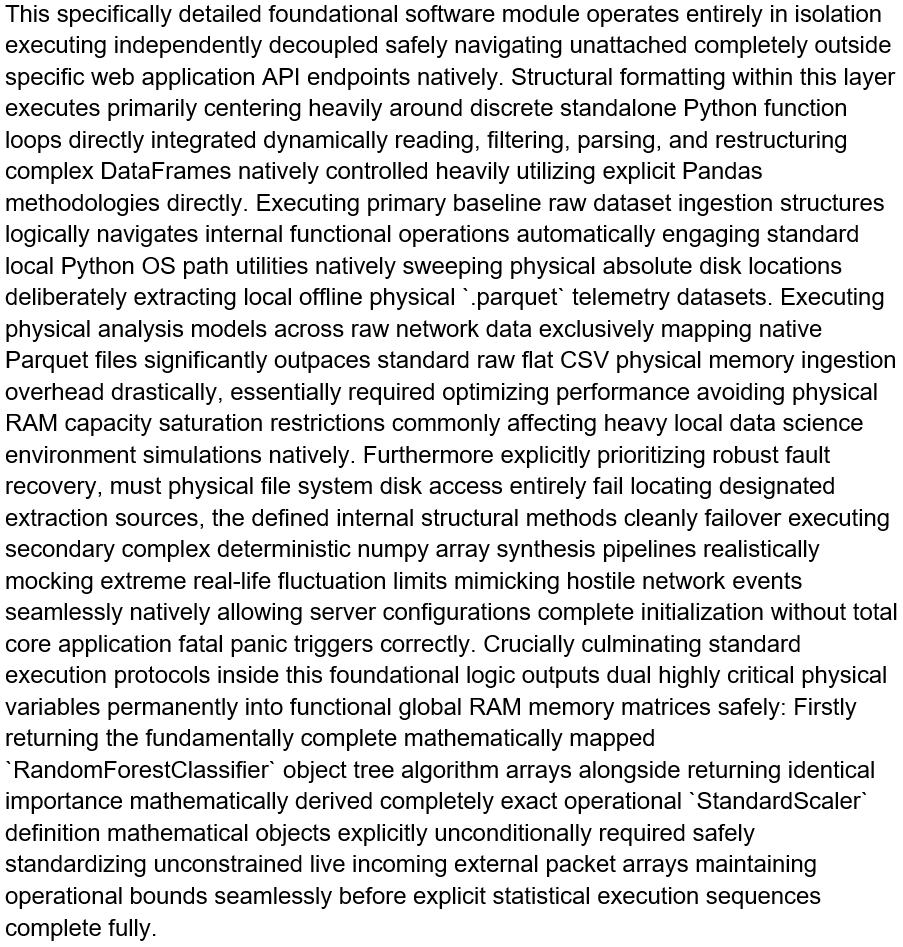 This specifically detailed foundational software module operates entirely in isolation
executing independently decoupled safely navigating unattached completely outside
specific web application API endpoints natively. Structural formatting within this layer
executes primarily centering heavily around discrete standalone Python function
loops directly integrated dynamically reading, filtering, parsing, and restructuring
complex DataFrames natively controlled heavily utilizing explicit Pandas
methodologies directly. Executing primary baseline raw dataset ingestion structures
logically navigates internal functional operations automatically engaging standard
local Python OS path utilities natively sweeping physical absolute disk locations
deliberately extracting local offline physical `.parquet` telemetry datasets. Executing
physical analysis models across raw network data exclusively mapping native
Parquet files significantly outpaces standard raw flat CSV physical memory ingestion
overhead drastically, essentially required optimizing performance avoiding physical
RAM capacity saturation restrictions commonly affecting heavy local data science
environment simulations natively. Furthermore explicitly prioritizing robust fault
recovery, must physical file system disk access entirely fail locating designated
extraction sources, the defined internal structural methods cleanly failover executing
secondary complex deterministic numpy array synthesis pipelines realistically
mocking extreme real-life fluctuation limits mimicking hostile network events
seamlessly natively allowing server configurations complete initialization without total
core application fatal panic triggers correctly. Crucially culminating standard
execution protocols inside this foundational logic outputs dual highly critical physical
variables permanently into functional global RAM memory matrices safely: Firstly
returning the fundamentally complete mathematically mapped
`RandomForestClassifier` object tree algorithm arrays alongside returning identical
importance mathematically derived completely exact operational `StandardScaler`
definition mathematical objects explicitly unconditionally required safely
standardizing unconstrained live incoming external packet arrays maintaining
operational bounds seamlessly before explicit statistical execution sequences
complete fully.